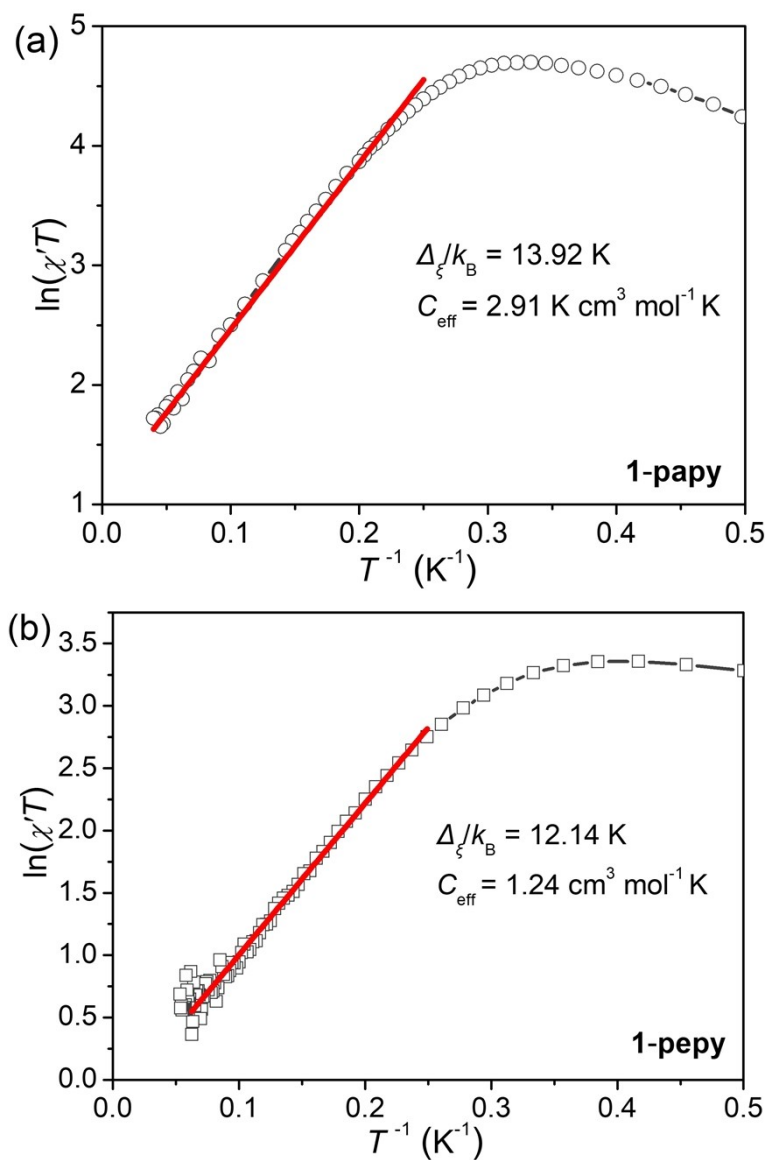 (a)
5
4
3
2
1
ln(χ'T)
Δξ/kB = 13.92 K
Ceff = 2.91 K cm³ mol⁻¹ K
1-papy
0.0 0.1 0.2 0.3 0.4 0.5
T⁻¹ (K⁻¹)
(b)
3.5
3.0
2.5
2.0
1.5
1.0
0.5
0.0
ln(χ'T)
Δξ/kB = 12.14 K
Ceff = 1.24 cm³ mol⁻¹ K
1-pepy
0.0 0.1 0.2 0.3 0.4 0.5
T⁻¹ (K⁻¹)